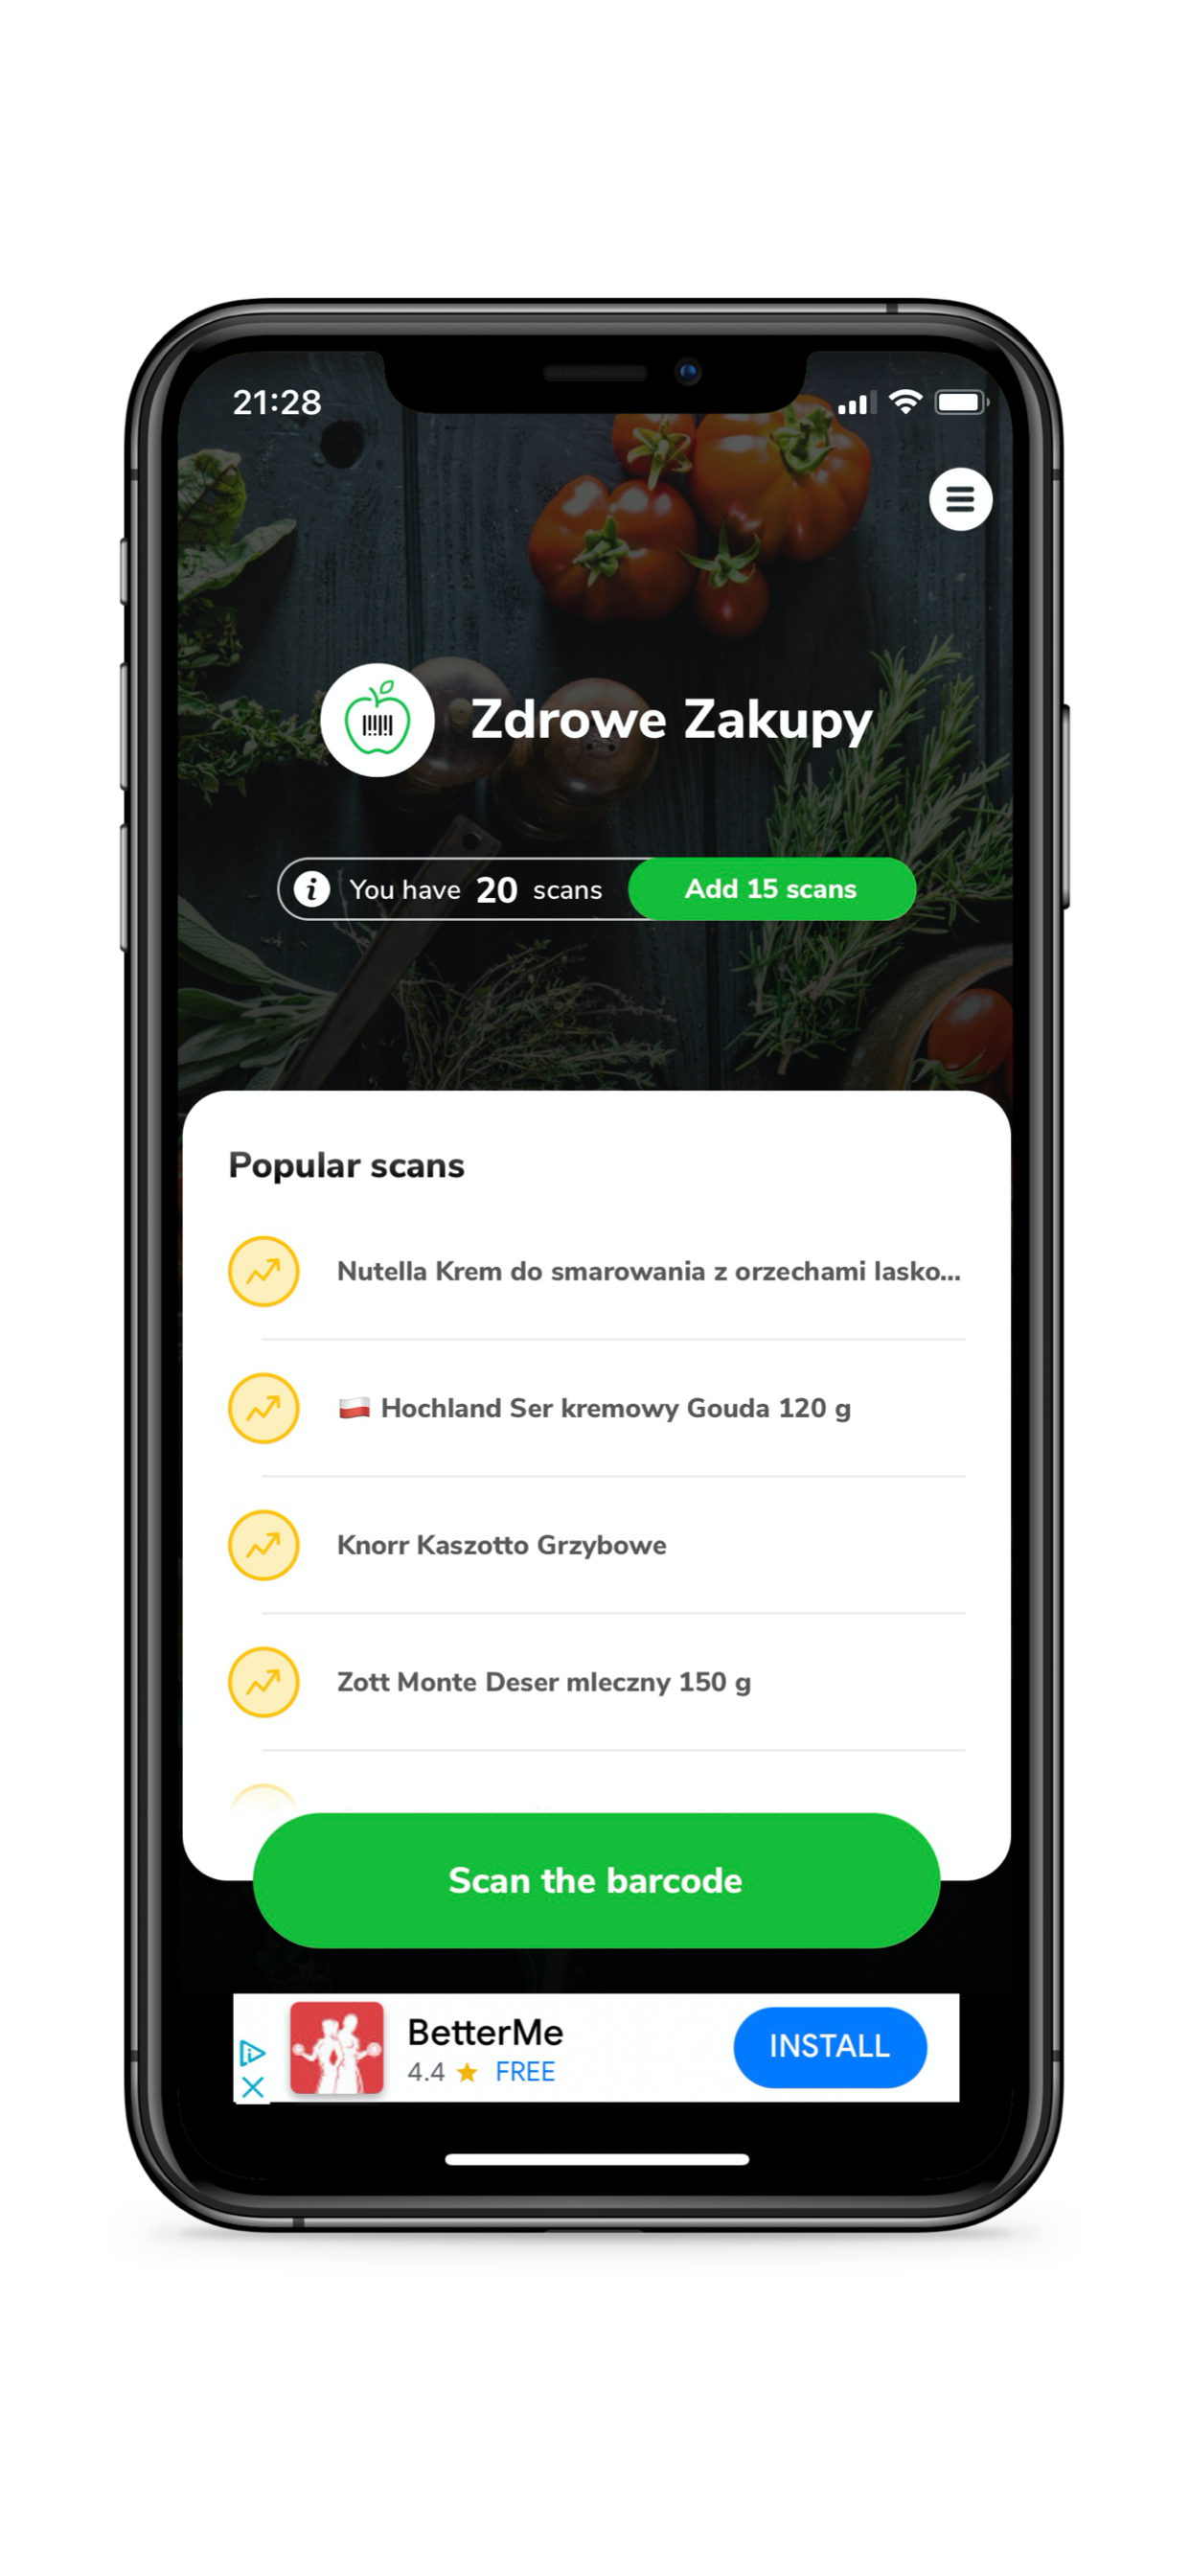 21:28
Zdrowe Zakupy
You have 20 scans
Add 15 scans
Popular scans
Nutella Krem do smarowania z orzechami lasko...
🇵🇱 Hochland Ser kremowy Gouda 120 g
Knorr Kaszotto Grzybowe
Zott Monte Deser mleczny 150 g
Scan the barcode
BetterMe
4.4 ★ FREE
INSTALL